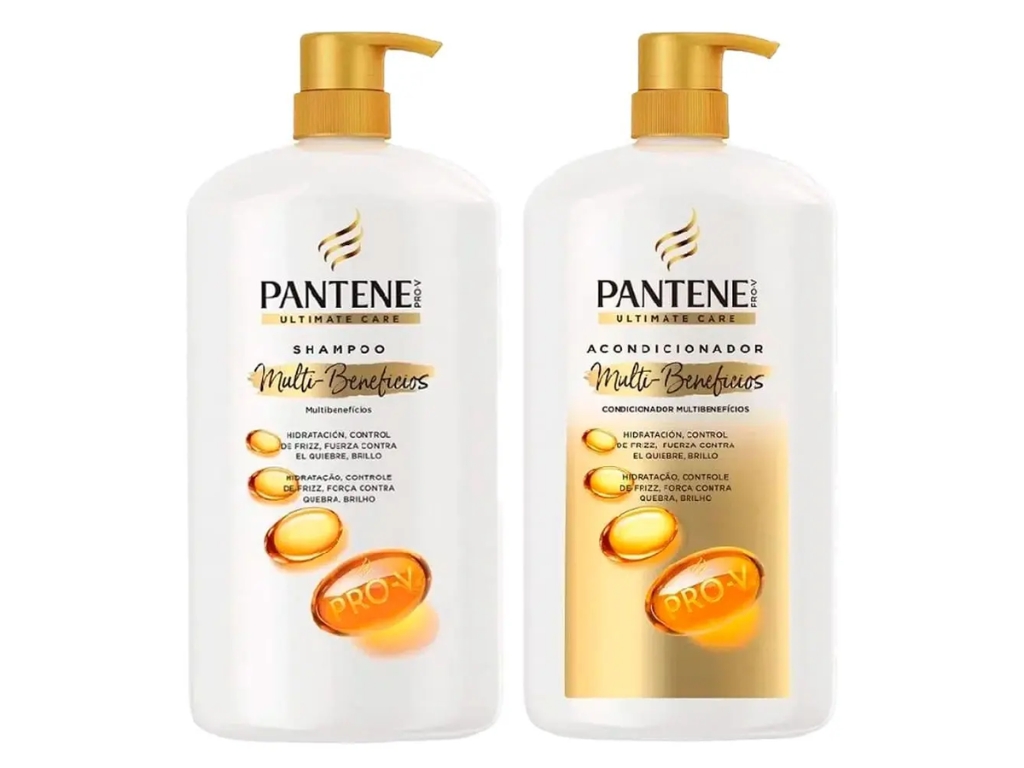 PANTENE
PRO-V
ULTIMATE CARE
SHAMPOO
Multi-Beneficios
Multibenefícios
HIDRATACIÓN, CONTROL
DE FRIZZ, FUERZA CONTRA
EL QUIEBRE, BRILLO
HIDRATAÇÃO, CONTROLE
DE FRIZZ, FORÇA CONTRA
QUEBRA, BRILHO
PRO-V
PANTENE
PRO-V
ULTIMATE CARE
ACONDICIONADOR
Multi-Beneficios
CONDICIONADOR MULTIBENEFÍCIOS
HIDRATACIÓN, CONTROL
DE FRIZZ, FUERZA CONTRA
EL QUIEBRE, BRILLO
HIDRATAÇÃO, CONTROLE
DE FRIZZ, FORÇA CONTRA
QUEBRA, BRILHO
PRO-V